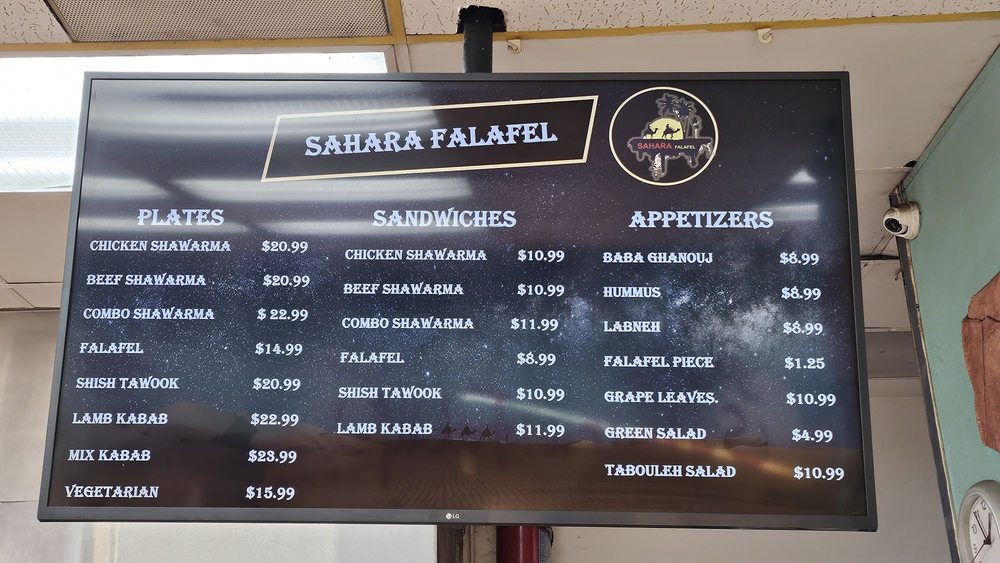 SAHARA FALAFEL
SAHARA FALAFEL
PLATES
CHICKEN SHAWARMA $20.99
BEEF SHAWARMA $20.99
COMBO SHAWARMA $ 22.99
FALAFEL $14.99
SHISH TAWOOK $20.99
LAMB KABAB $22.99
MIX KABAB $23.99
VEGETARIAN $15.99
SANDWICHES
CHICKEN SHAWARMA $10.99
BEEF SHAWARMA $10.99
COMBO SHAWARMA $11.99
FALAFEL $8.99
SHISH TAWOOK $10.99
LAMB KABAB $11.99
APPETIZERS
BABA GHANOUJ $8.99
HUMMUS $8.99
LABNEH $8.99
FALAFEL PIECE $1.25
GRAPE LEAVES. $10.99
GREEN SALAD $4.99
TABOULEH SALAD $10.99
LG